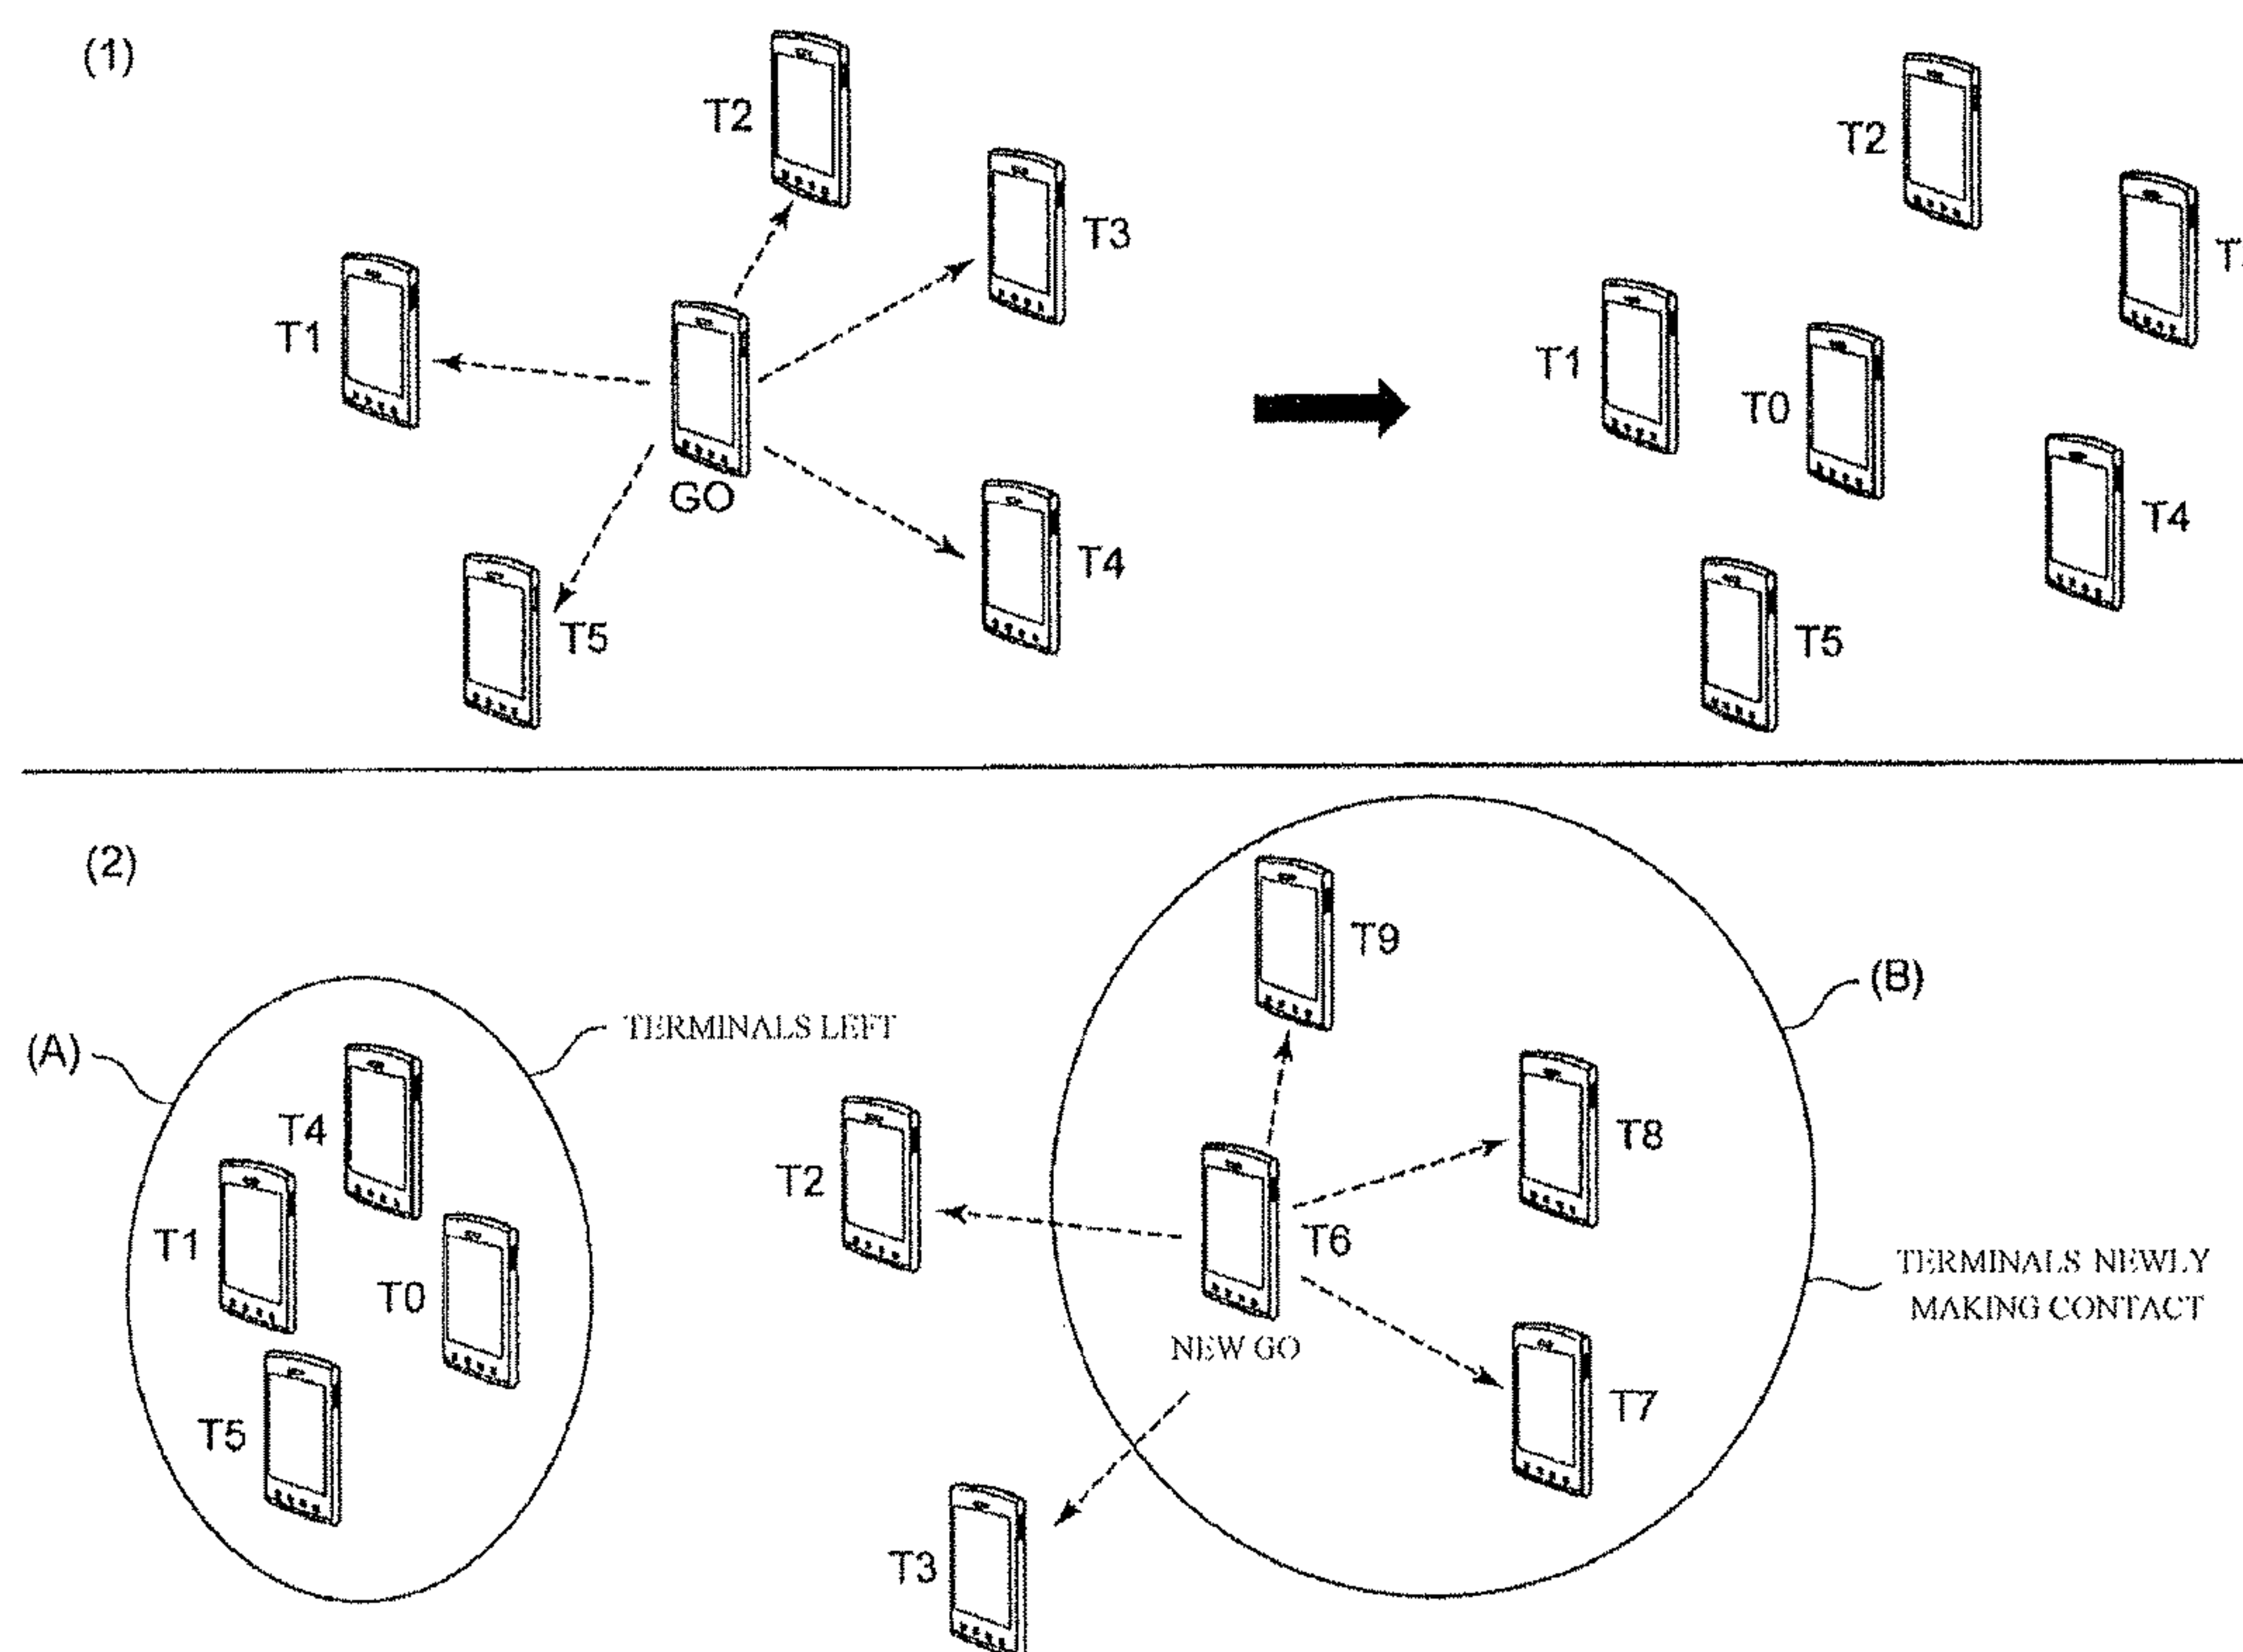 (1)
T2
T3
T1
GO
T4
T5
T2
T1
T0
T4
T5
(2)
(A)
TERMINALS LEFT
T4
T1
T0
T5
T9
(B)
T8
T2
T6
NEW GO
T7
T3
TERMINALS NEWLY
MAKING CONTACT